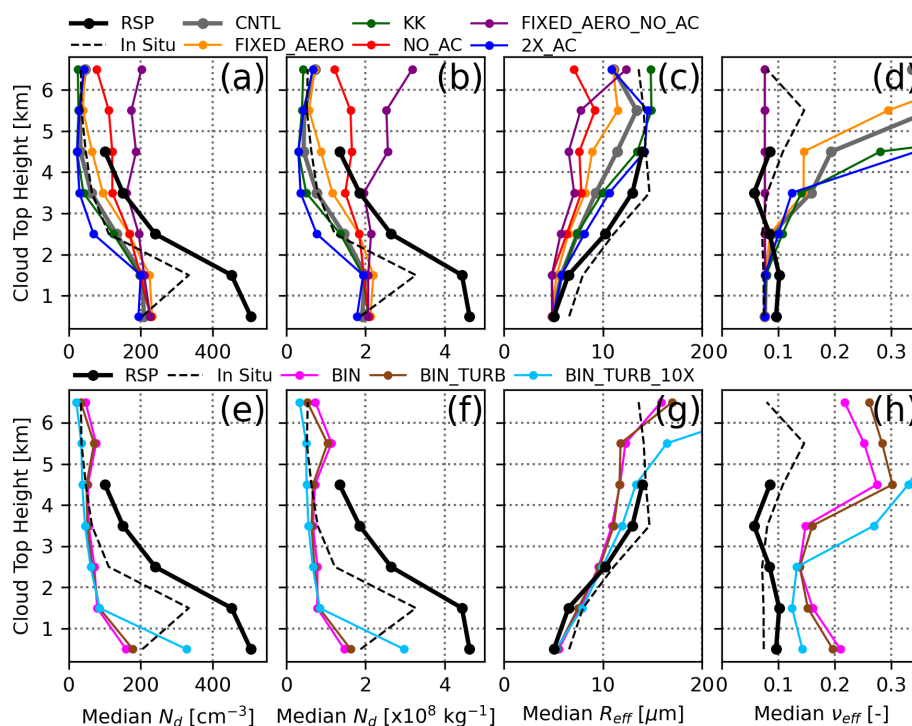 RSP CNTL KK FIXED_AERO_NO_AC
In Situ FIXED_AERO NO_AC 2X_AC
(a) (b) (c) (d)
Cloud Top Height [km]
6
5
4
3
2
1
0 200 400
0 2 4
0 10 20
0.0 0.1 0.2 0.3
RSP In Situ BIN BIN_TURB BIN_TURB_10X
(e) (f) (g) (h)
Cloud Top Height [km]
6
5
4
3
2
1
0 200 400
0 2 4
0 10 20
0.0 0.1 0.2 0.3
Median N_d [cm⁻³] Median N_d [x10⁸ kg⁻¹] Median R_eff [μm] Median ν_eff [-]